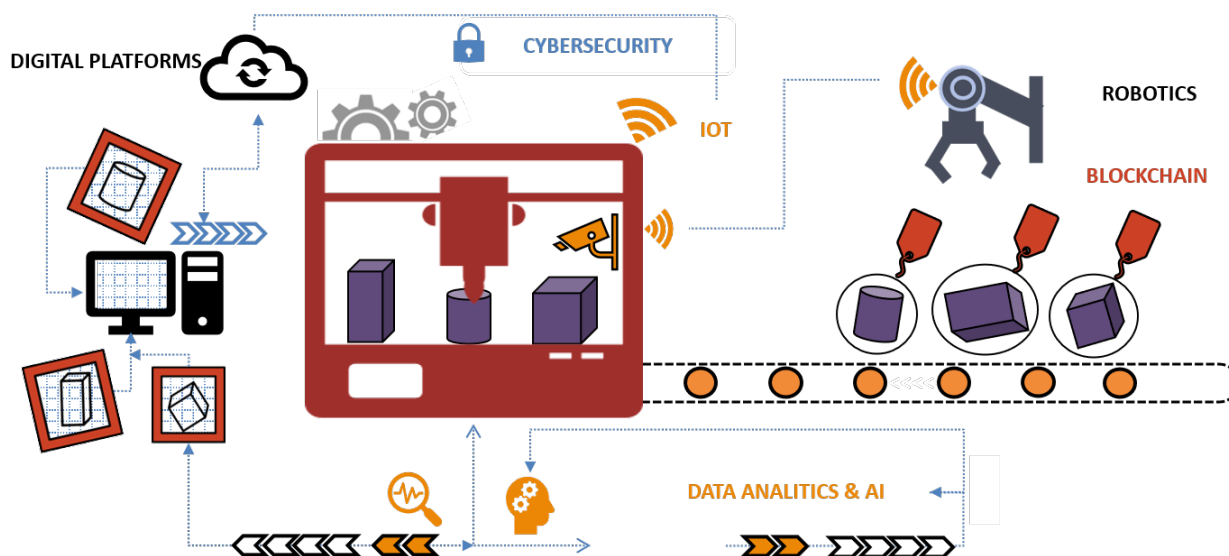 CYBERSECURITY
DIGITAL PLATFORMS
ROBOTICS
IOT
BLOCKCHAIN
DATA ANALITICS & AI